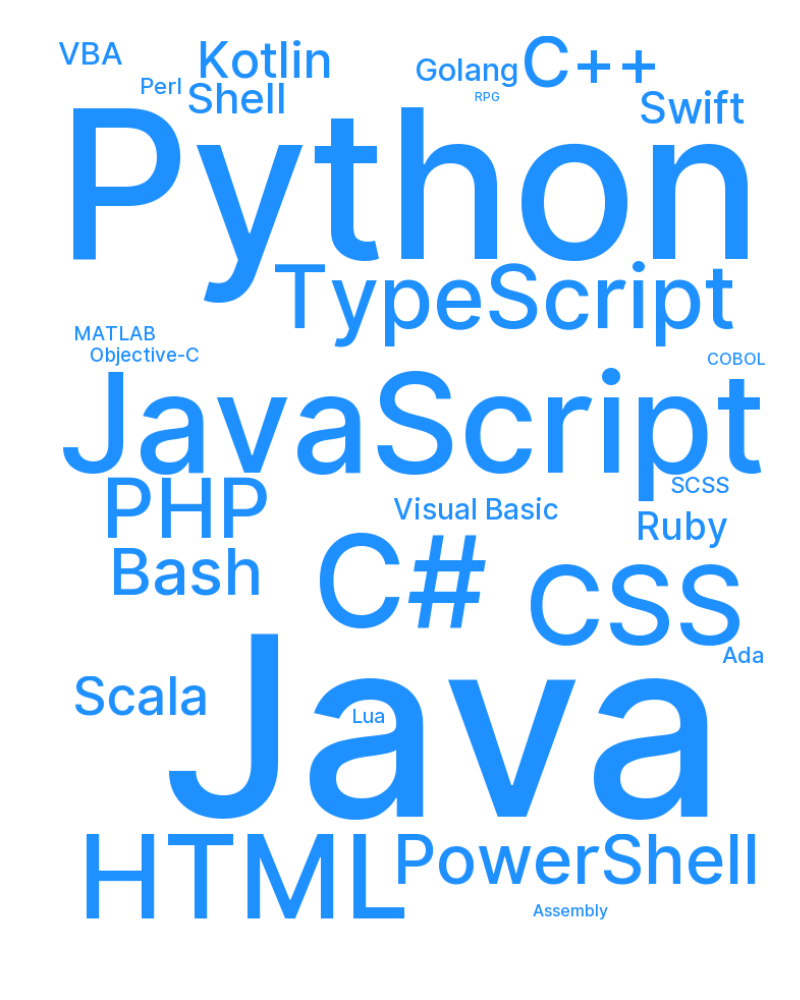 VBA
Kotlin
Golang
C++
Perl
Shell
RPG
Swift
Python
TypeScript
MATLAB
Objective-C
COBOL
JavaScript
PHP
SCSS
Visual Basic
Ruby
Bash
C#
CSS
Ada
Scala
Lua
Java
HTML
PowerShell
Assembly